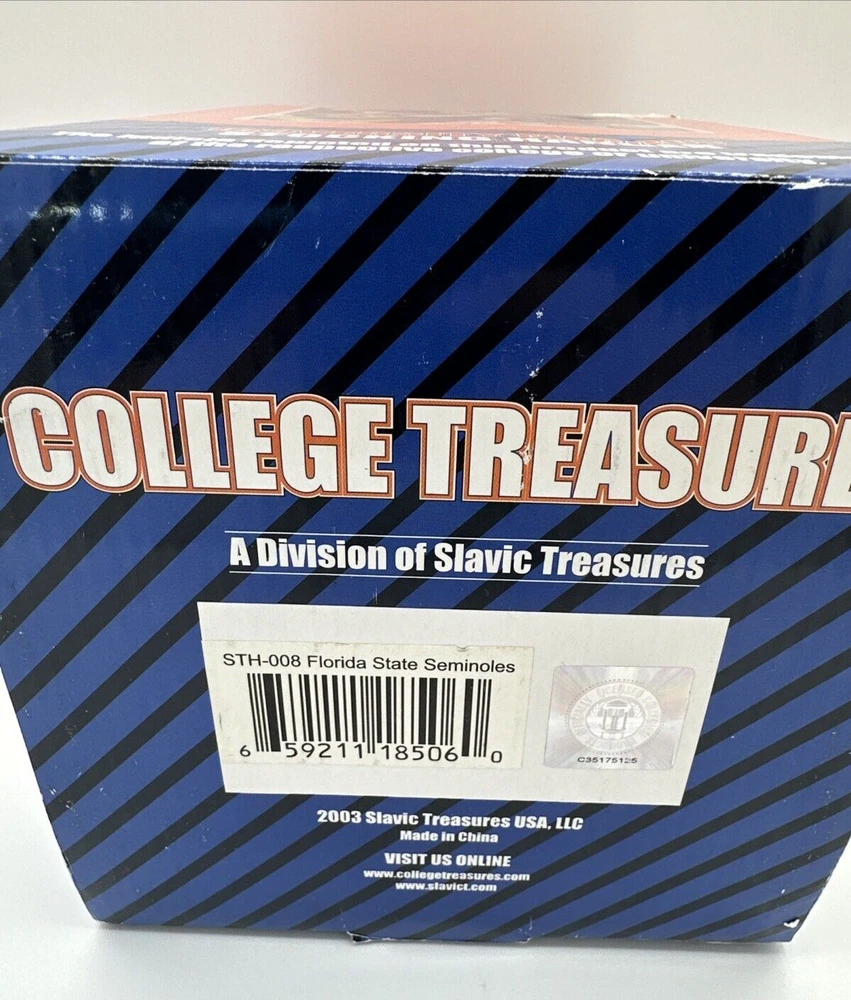 COLLEGE TREASURE
A Division of Slavic Treasures
STH-008 Florida State Seminoles
6 59211 18506 0
C35175125
2003 Slavic Treasures USA, LLC
Made in China
VISIT US ONLINE
www.collegetreasures.com
www.slavict.com